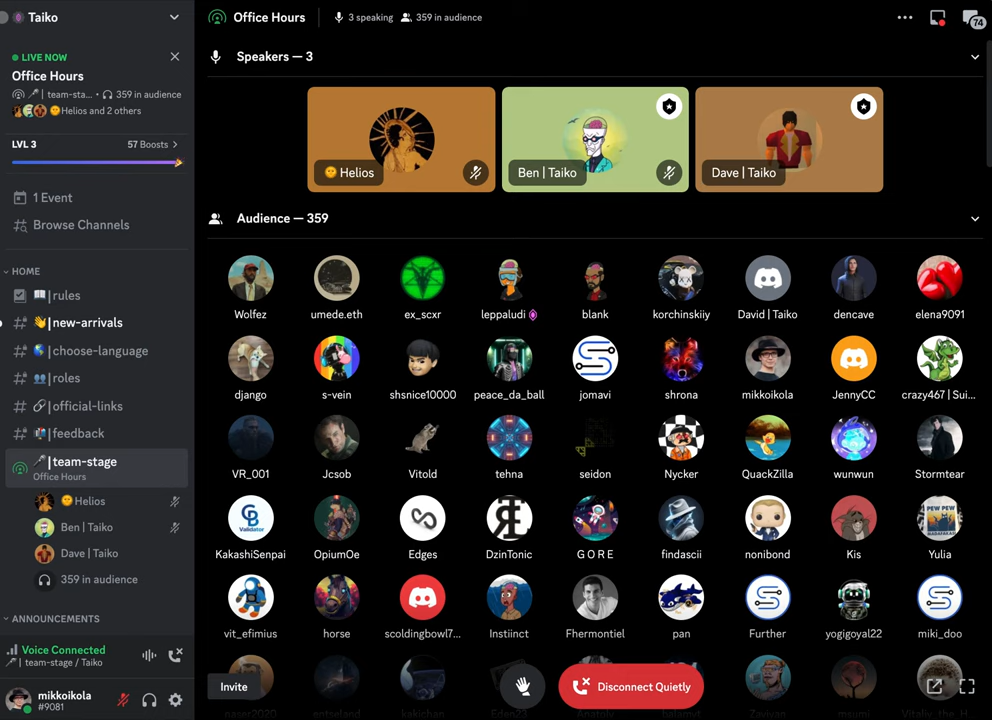 Taiko
LIVE NOW
Office Hours
team-sta... • 359 in audience
Helios and 2 others
LVL 3
57 Boosts
1 Event
Browse Channels
HOME
|rules
|new-arrivals
|choose-language
|roles
|official-links
|feedback
|team-stage
Office Hours
Helios
Ben | Taiko
Dave | Taiko
359 in audience
ANNOUNCEMENTS
Voice Connected
| team-stage / Taiko
mikkoikola
#9081
Office Hours
3 speaking
359 in audience
74
Speakers — 3
Helios
Ben | Taiko
Dave | Taiko
Audience — 359
Wolfez umede.eth ex_scxr leppaludi blank korchinskiiy David | Taiko dencave elena9091
django s-vein shsnice10000 peace_da_ball jomavi shrona mikkoikola JennyCC crazy467 | Sui...
VR_001 Jcsob Vitold tehna seidon Nycker QuackZilla wunwun Stormtear
CB
Validator
PEW PEW
KakashiSenpai OpiumOe Edges DzinTonic G O R E findascii nonibond Kis Yulia
vit_efimius horse scoldingbowl7... Instiinct Fhermontiel pan Further yogigoyal22 miki_doo
Invite
Disconnect Quietly